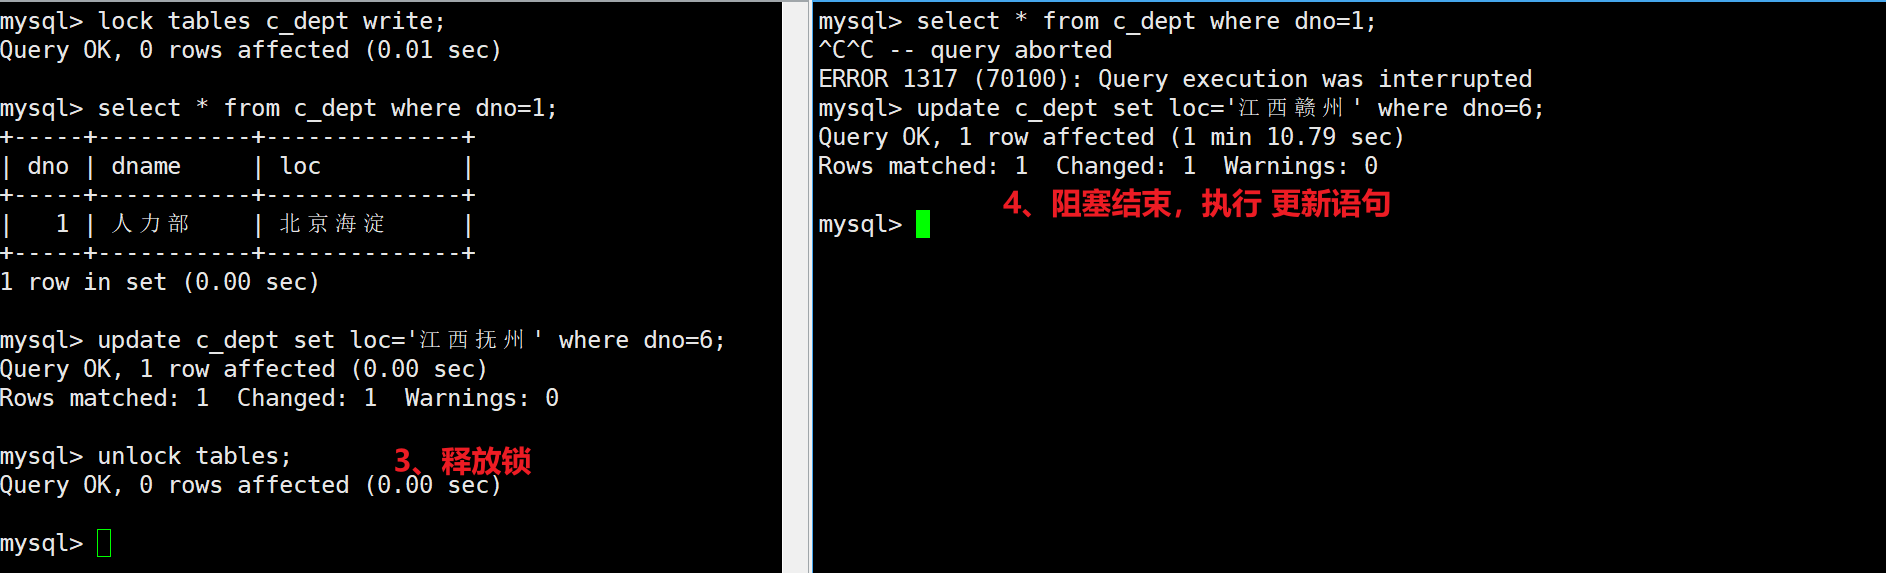 mysql> lock tables c_dept write;
Query OK, 0 rows affected (0.01 sec)
mysql> select * from c_dept where dno=1;
+-----+-----------+--------------+
| dno | dname     | loc          |
+-----+-----------+--------------+
|   1 | 人力部    | 北京海淀     |
+-----+-----------+--------------+
1 row in set (0.00 sec)
mysql> update c_dept set loc='江西抚州' where dno=6;
Query OK, 1 row affected (0.00 sec)
Rows matched: 1  Changed: 1  Warnings: 0
mysql> unlock tables;
3、释放锁
Query OK, 0 rows affected (0.00 sec)
mysql>
mysql> select * from c_dept where dno=1;
^C^C -- query aborted
ERROR 1317 (70100): Query execution was interrupted
mysql> update c_dept set loc='江西赣州' where dno=6;
Query OK, 1 row affected (1 min 10.79 sec)
Rows matched: 1  Changed: 1  Warnings: 0
4、阻塞结束，执行 更新语句
mysql>